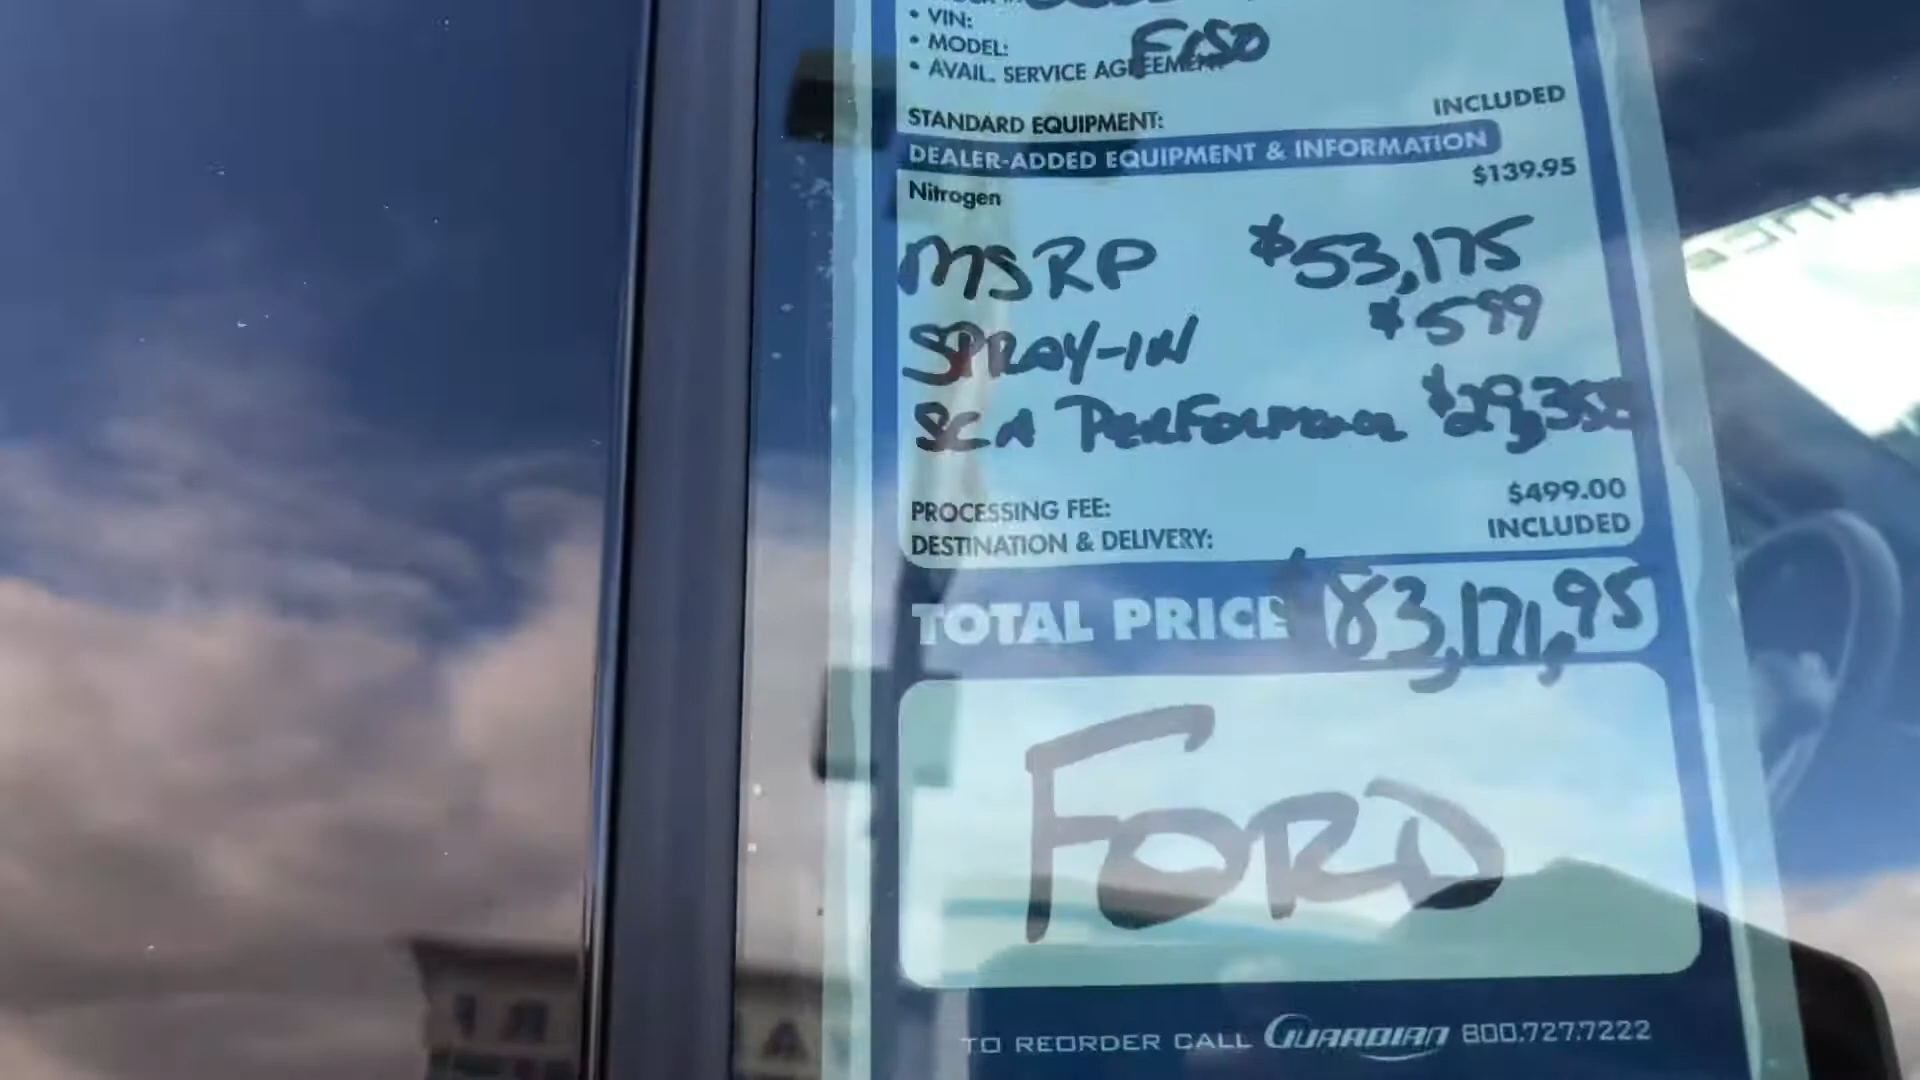 • VIN:
• MODEL: F150
• AVAIL. SERVICE AGREEMENT
STANDARD EQUIPMENT: INCLUDED
DEALER-ADDED EQUIPMENT & INFORMATION
Nitrogen $139.95
MSRP $53,175
SPRAY-IN $599
SCA PERFORMANCE
PROCESSING FEE: $499.00
DESTINATION & DELIVERY: INCLUDED
TOTAL PRICE $83,171.95
FORD
TO REORDER CALL GUARDIAN 800.727.7222